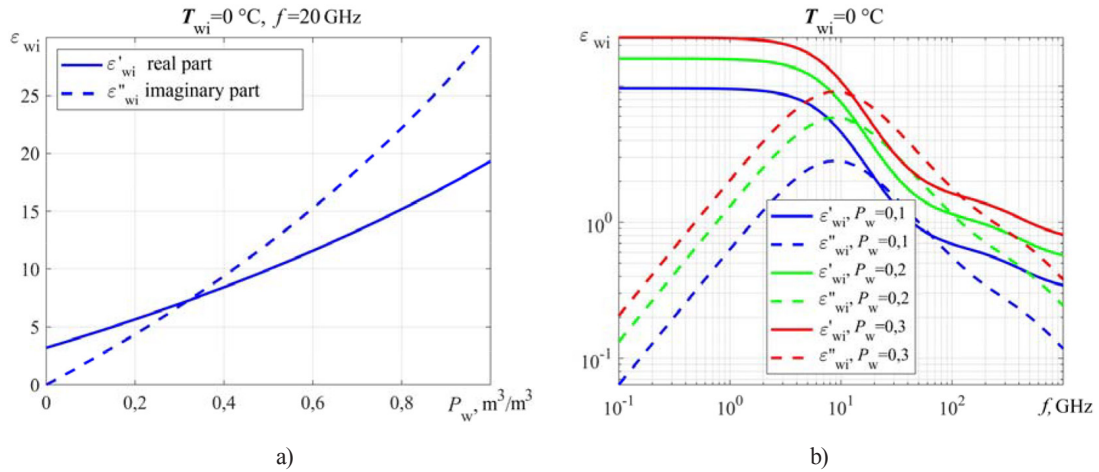 T_wi=0 °C, f=20 GHz
ε_wi
ε'_wi real part
ε''_wi imaginary part
25
20
15
10
5
0
0
0,2
0,4
0,6
0,8
P_w, m³/m³
a)
T_wi=0 °C
ε_wi
10⁰
10⁻¹
ε'_wi, P_w=0,1
ε''_wi, P_w=0,1
ε'_wi, P_w=0,2
ε''_wi, P_w=0,2
ε'_wi, P_w=0,3
ε''_wi, P_w=0,3
10⁻¹
10⁰
10¹
10²
f, GHz
b)